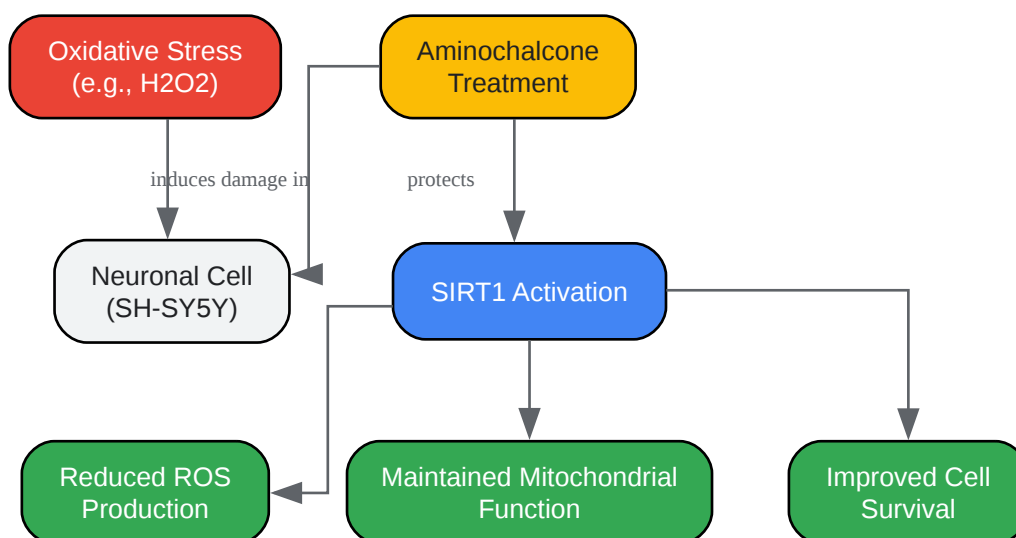 Oxidative Stress
(e.g., H2O2)
Aminochalcone
Treatment
induces damage in
protects
Neuronal Cell
(SH-SY5Y)
SIRT1 Activation
Reduced ROS
Production
Maintained Mitochondrial
Function
Improved Cell
Survival